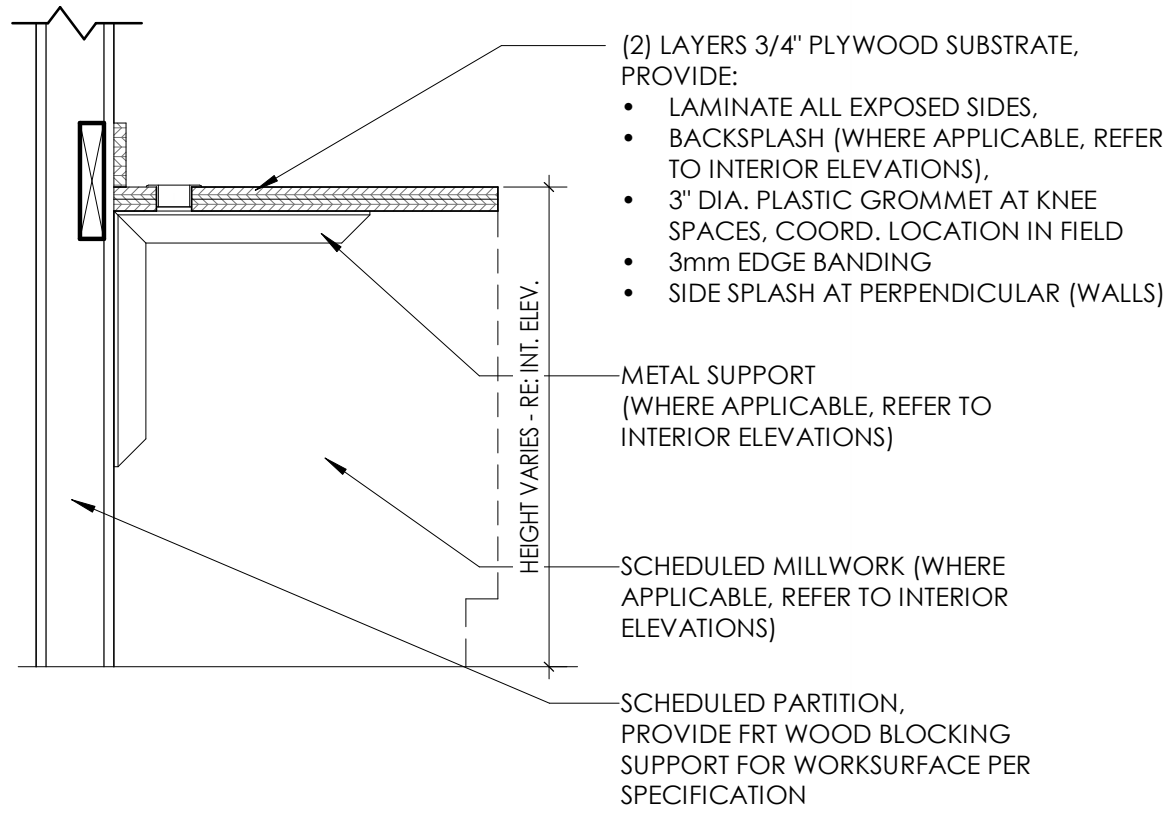 (2) LAYERS 3/4" PLYWOOD SUBSTRATE,
PROVIDE:
• LAMINATE ALL EXPOSED SIDES,
• BACKSPLASH (WHERE APPLICABLE, REFER
TO INTERIOR ELEVATIONS),
• 3" DIA. PLASTIC GROMMET AT KNEE
SPACES, COORD. LOCATION IN FIELD
• 3mm EDGE BANDING
• SIDE SPLASH AT PERPENDICULAR (WALLS)
HEIGHT VARIES - RE: INT. ELEV.
METAL SUPPORT
(WHERE APPLICABLE, REFER TO
INTERIOR ELEVATIONS)
SCHEDULED MILLWORK (WHERE
APPLICABLE, REFER TO INTERIOR
ELEVATIONS)
SCHEDULED PARTITION,
PROVIDE FRT WOOD BLOCKING
SUPPORT FOR WORKSURFACE PER
SPECIFICATION